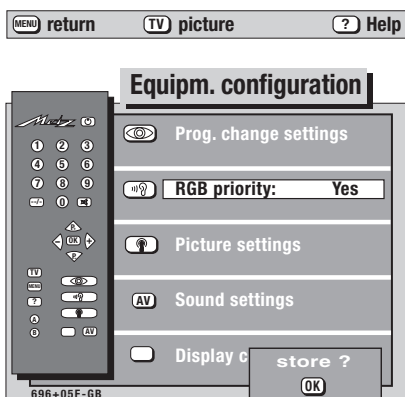 MENU return TV picture ? Help
Equipm. configuration
Prog. change settings
1 2 3
4 5 6
7 8 9
-/-- 0
RGB priority: Yes
R
- OK +
P
Picture settings
TV
MENU
?
A
B AV
AV Sound settings
Display c
store ?
OK
696+05F-GB